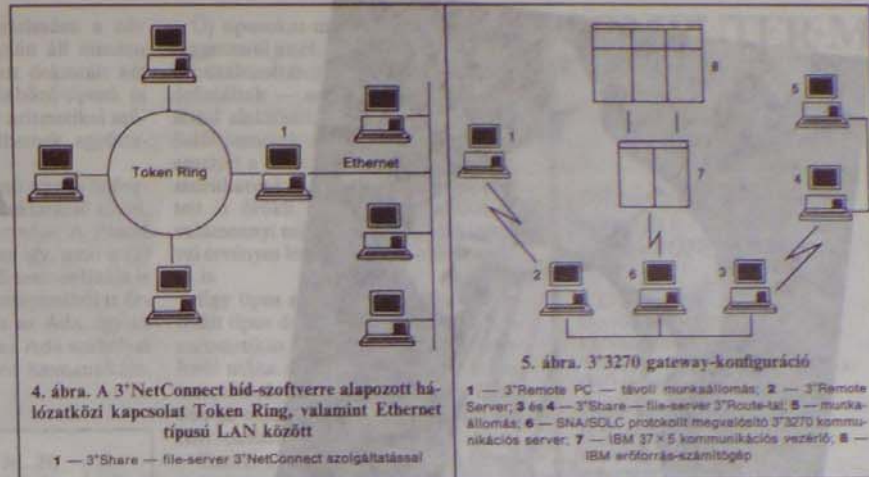 Token Ring
1
Ethernet
4. ábra. A 3⁺NetConnect híd-szoftverre alapozott há-
lózatközi kapcsolat Token Ring, valamint Ethernet
típusú LAN között
1 — 3⁺Share — file-server 3⁺NetConnect szolgáltatással
8
1
5
7
4
2
6
3
5. ábra. 3⁺3270 gateway-konfiguráció
1 — 3⁺Remote PC — távoli munkaállomás; 2 — 3⁺Remote
Server; 3 és 4 — 3⁺Share — file-server 3⁺Route-tal; 5 — munka-
állomás; 6 — SNA/SDLC protokollt megvalósító 3⁺3270 kommu-
nikációs server; 7 — IBM 37×5 kommunikációs vezérlő; 8 —
IBM erőforrás-számítógép